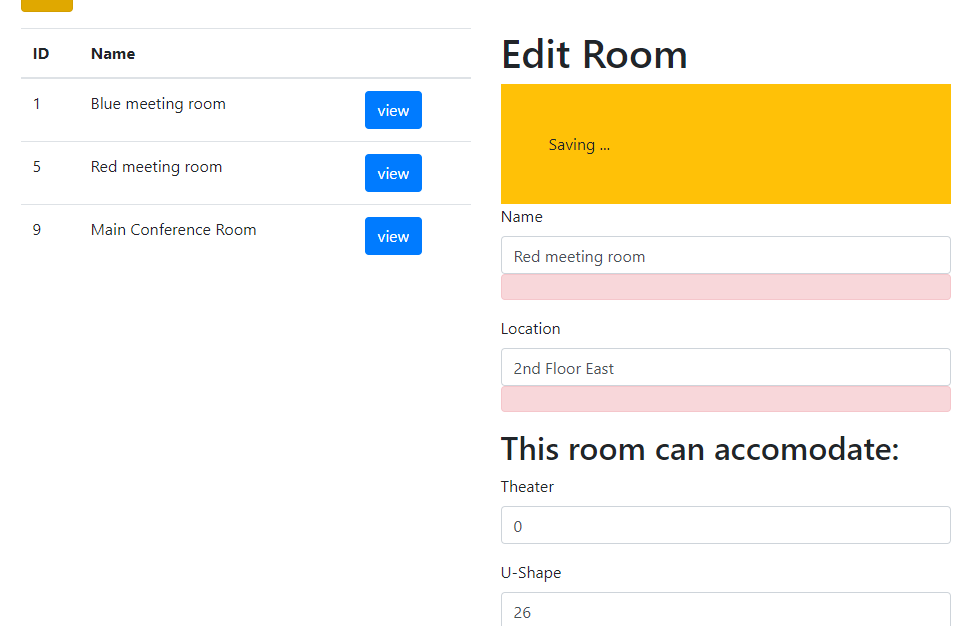 ID Name
1 Blue meeting room view
5 Red meeting room view
9 Main Conference Room view
Edit Room
Saving ...
Name
Red meeting room
Location
2nd Floor East
This room can accomodate:
Theater
0
U-Shape
26